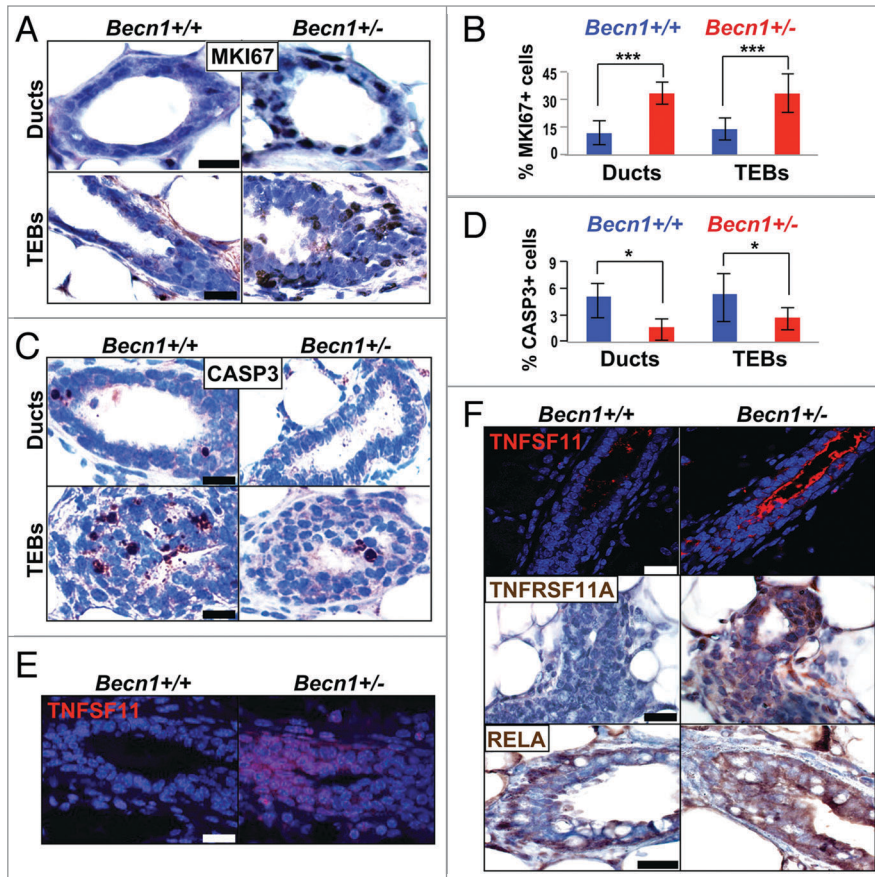 A
Becn1+/+ Becn1+/-
MKI67
Ducts
TEBs
B
Becn1+/+ Becn1+/-
% MKI67+ cells
45
30
15
0
***
***
Ducts TEBs
C
Becn1+/+ Becn1+/-
CASP3
Ducts
TEBs
D
Becn1+/+ Becn1+/-
% CASP3+ cells
9
6
3
0
*
*
Ducts TEBs
E
Becn1+/+ Becn1+/-
TNFSF11
F
Becn1+/+ Becn1+/-
TNFSF11
TNFRSF11A
RELA